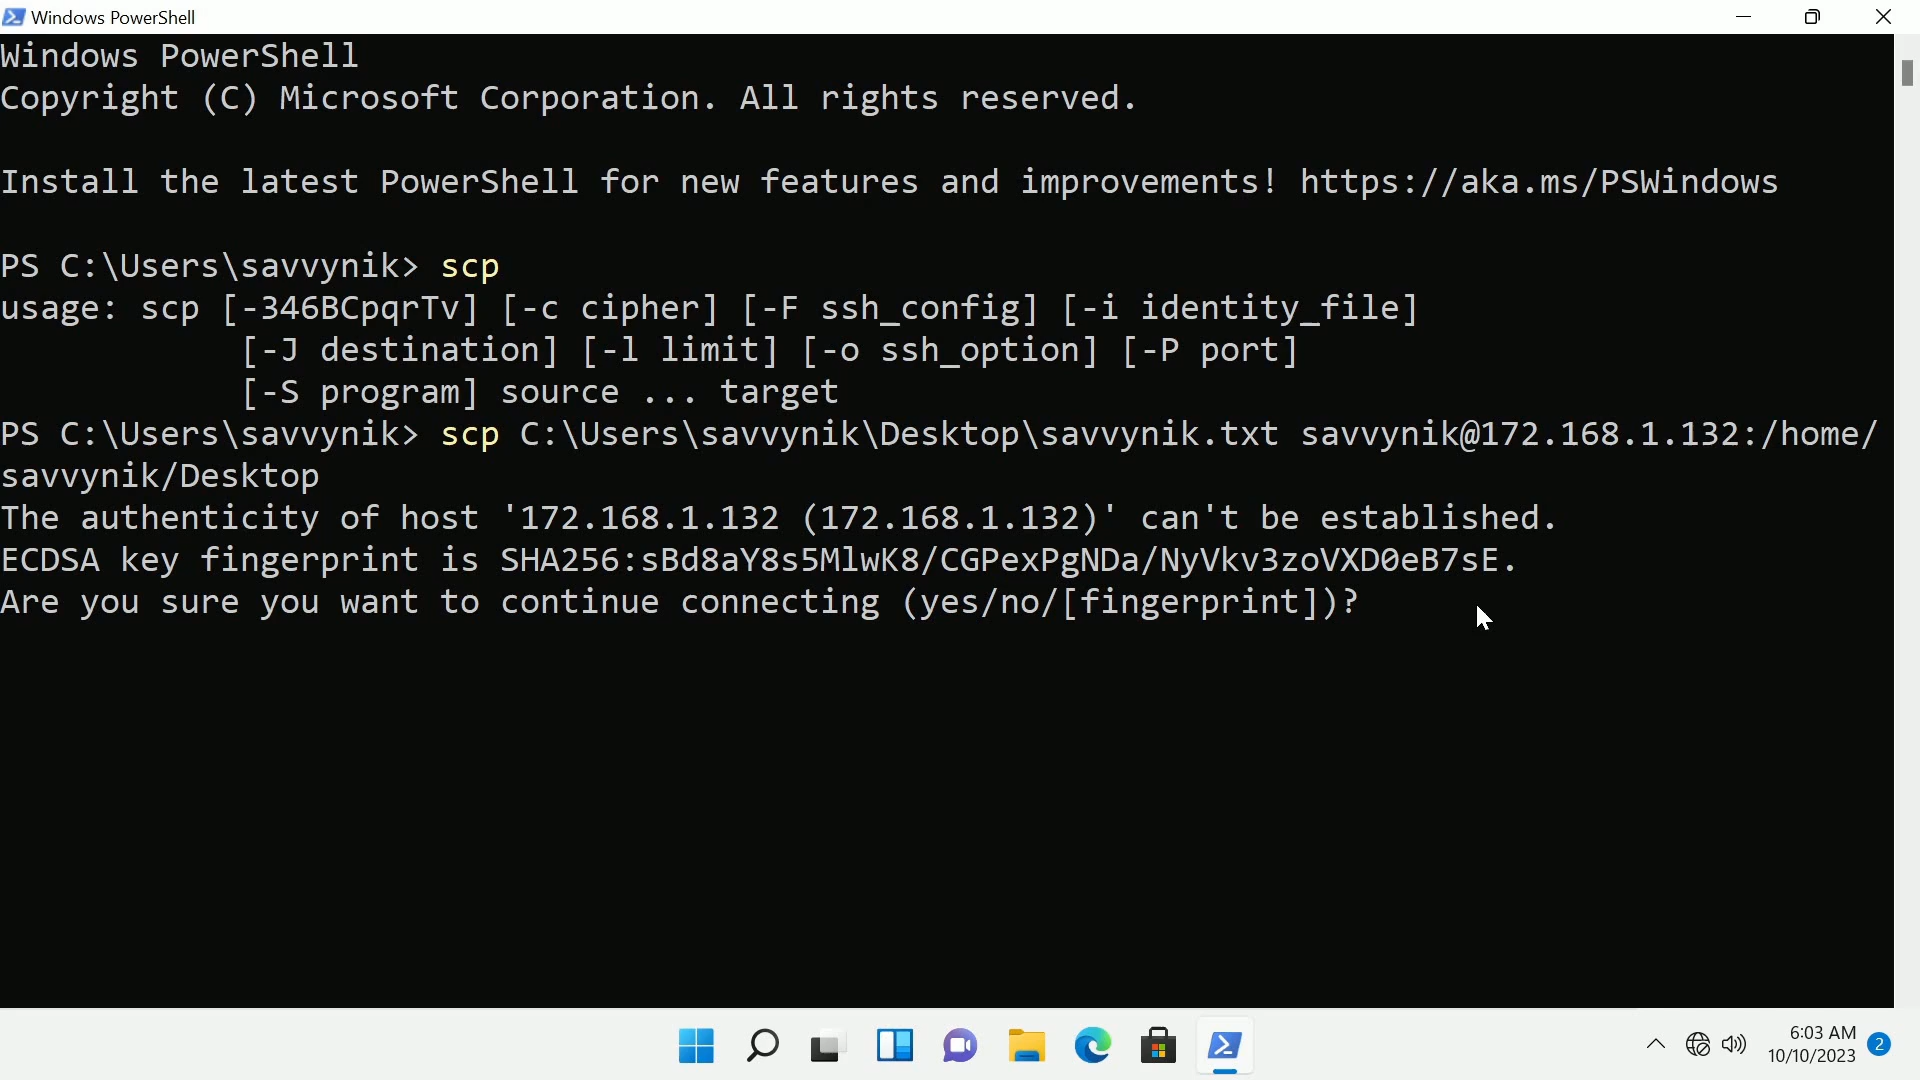 Windows PowerShell
Windows PowerShell
Copyright (C) Microsoft Corporation. All rights reserved.
Install the latest PowerShell for new features and improvements! https://aka.ms/PSWindows
PS C:\Users\savvynik> scp
usage: scp [-346BCpqrTv] [-c cipher] [-F ssh_config] [-i identity_file]
[-J destination] [-l limit] [-o ssh_option] [-P port]
[-S program] source ... target
PS C:\Users\savvynik> scp C:\Users\savvynik\Desktop\savvynik.txt savvynik@172.168.1.132:/home/
savvynik/Desktop
The authenticity of host '172.168.1.132 (172.168.1.132)' can't be established.
ECDSA key fingerprint is SHA256:sBd8aY8s5MlwK8/CGPexPgNDa/NyVkv3zoVXD0eB7sE.
Are you sure you want to continue connecting (yes/no/[fingerprint])?
6:03 AM
10/10/2023
2